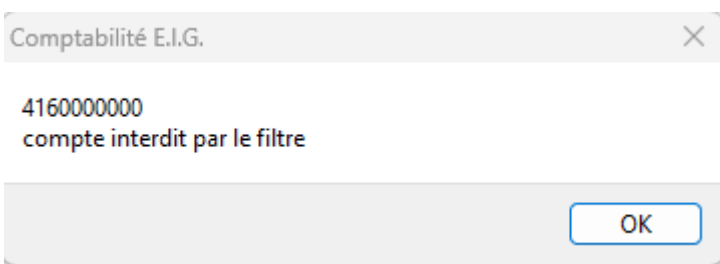 Comptabilité E.I.G.
4160000000
compte interdit par le filtre
OK